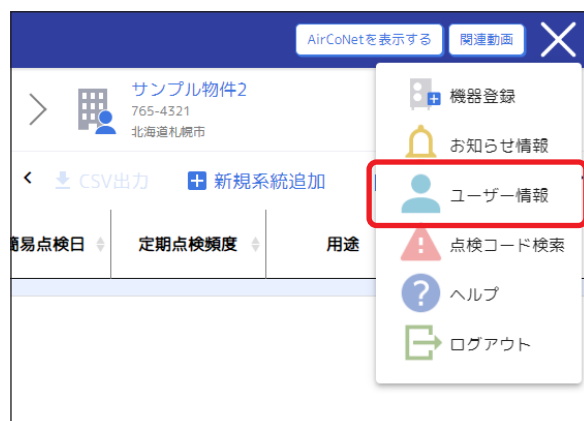 AirCoNetを表示する
関連動画
サンプル物件2
765-4321
北海道札幌市
CSV出力
新規系統追加
易点検日
定期点検頻度
用途
機器登録
お知らせ情報
ユーザー情報
点検コード検索
ヘルプ
ログアウト